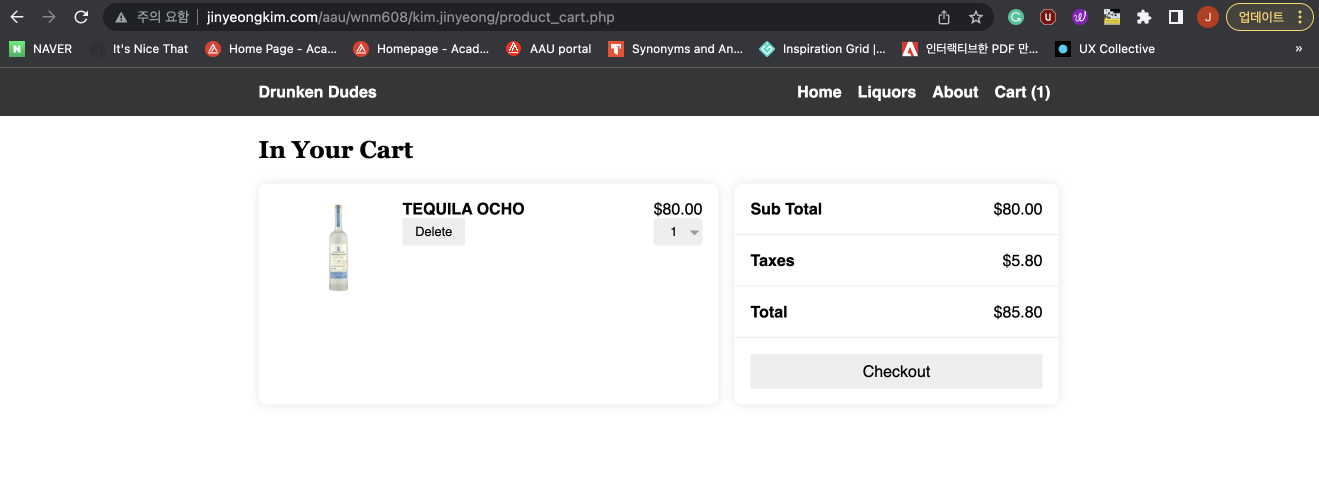 주의 요함 jinyeongkim.com/aau/wnm608/kim.jinyeong/product_cart.php J 업데이트
NAVER It's Nice That Home Page - Aca... Homepage - Acad... AAU portal Synonyms and An... Inspiration Grid |... 인터랙티브한 PDF 만... UX Collective »
Drunken Dudes Home Liquors About Cart (1)
In Your Cart
TEQUILA OCHO $80.00
Delete 1
Sub Total $80.00
Taxes $5.80
Total $85.80
Checkout